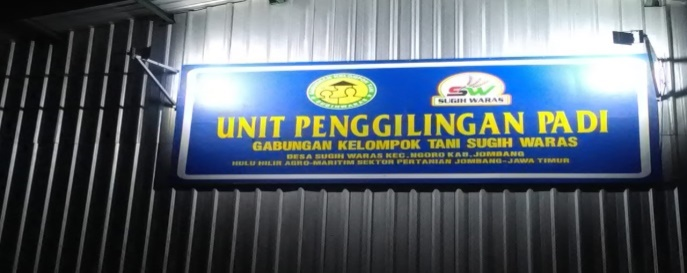 SW
SUGIH WARAS
UNIT PENGGILINGAN PADI
GABUNGAN KELOMPOK TANI SUGIH WARAS
DESA SUGIH WARAS KEC. NGORO KAB. JOMBANG
HULU HILIR AGRO-MARITIM SEKTOR PERTANIAN JOMBANG-JAWA TIMUR